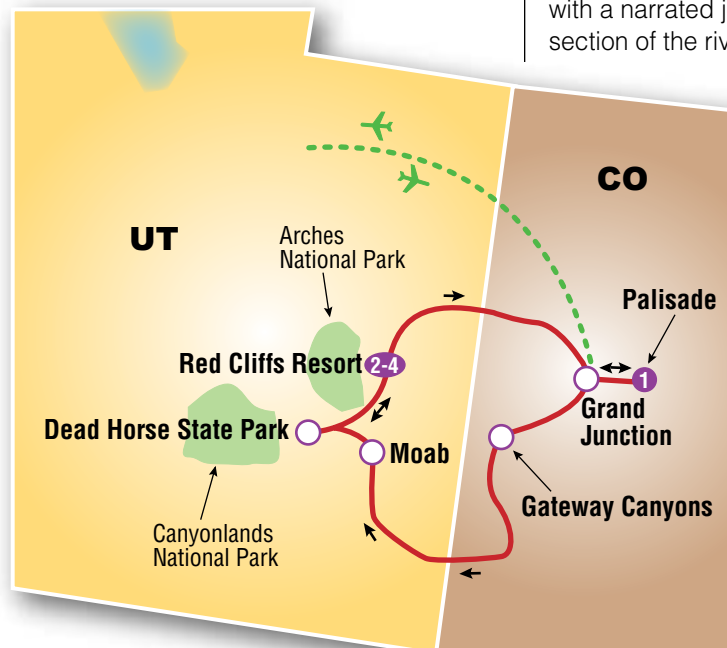 with a narrated j
section of the riv
CO
UT
Arches
National Park
Palisade
Red Cliffs Resort
2-4
1
Grand
Junction
Dead Horse State Park
Moab
Gateway Canyons
Canyonlands
National Park